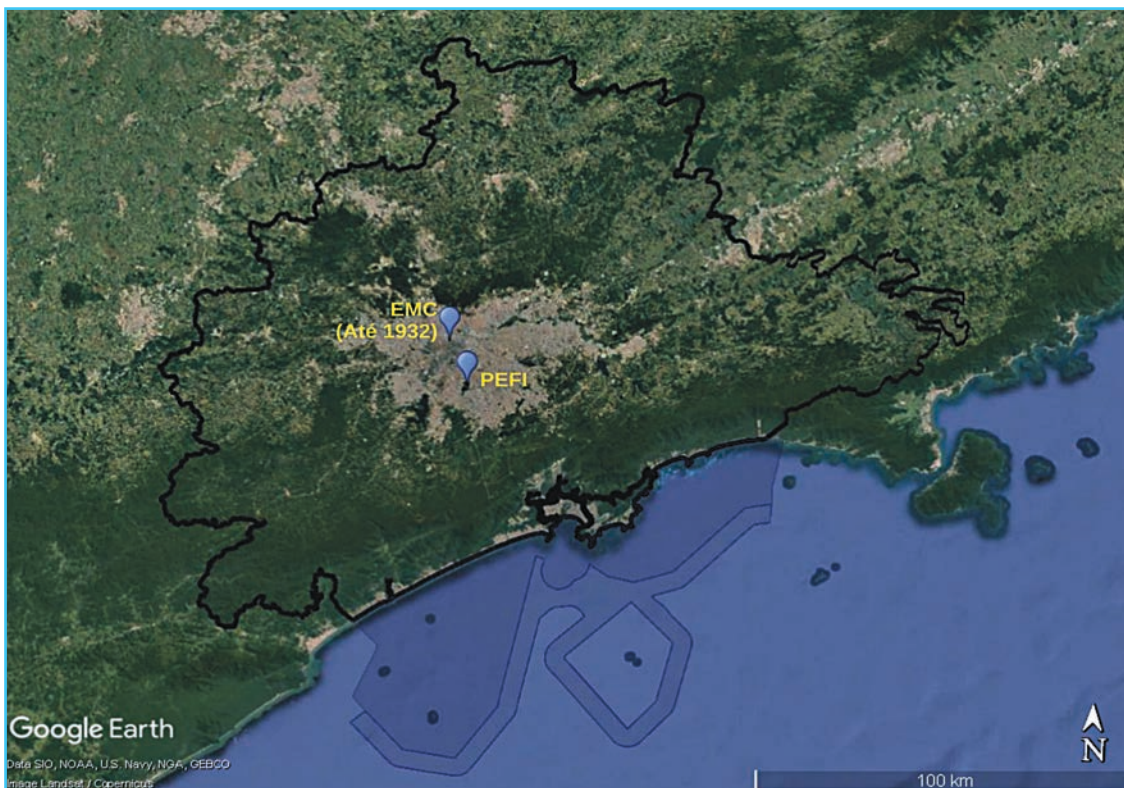 EMC
(Até 1932)
PEFI
Google Earth
Data SIO, NOAA, U.S. Navy, NGA, GEBCO
Image Landsat / Copernicus
N
100 km